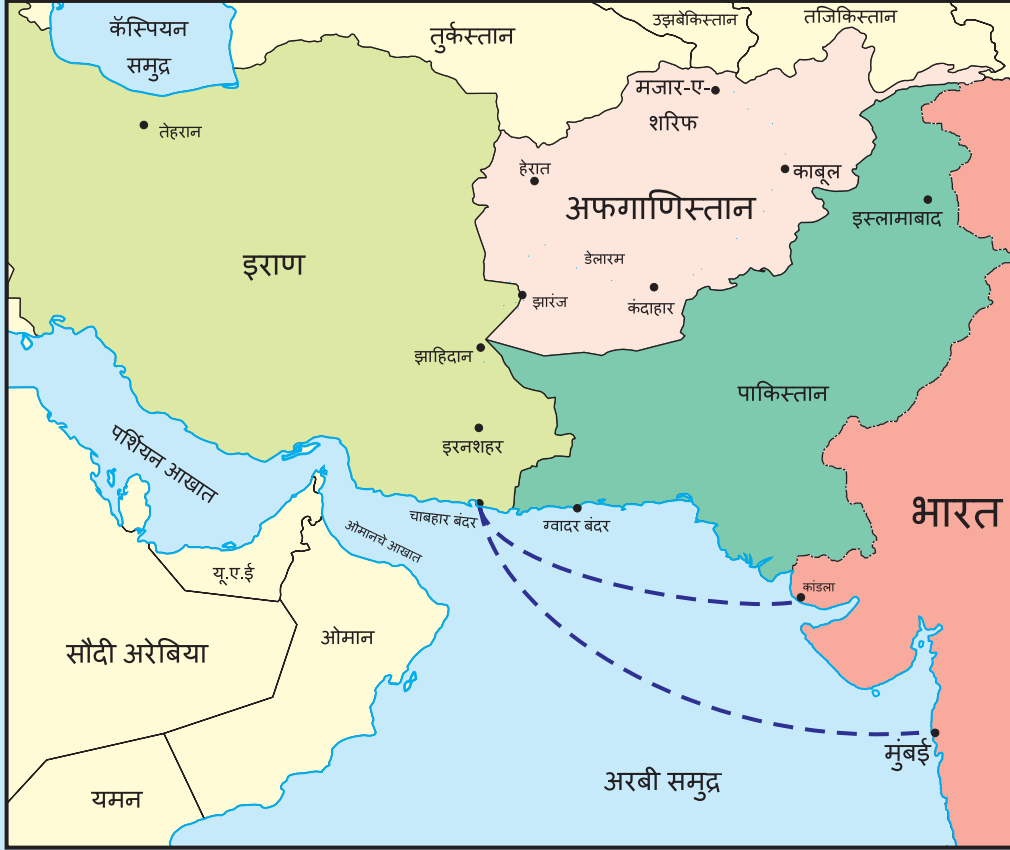 कॅस्पियन
समुद्र
तुर्कस्तान
उझबेकिस्तान
तजिकिस्तान
मजार-ए-
शरिफ
तेहरान
हेरात
काबूल
अफगाणिस्तान
इस्लामाबाद
इराण
डेलारम
झारंज
कंदाहार
झाहिदान
पाकिस्तान
पर्शियन आखात
इरनशहर
भारत
चाबहार बंदर
ग्वादर बंदर
ओमानचे आखात
यू.ए.ई
कांडला
ओमान
सौदी अरेबिया
मुंबई
अरबी समुद्र
यमन